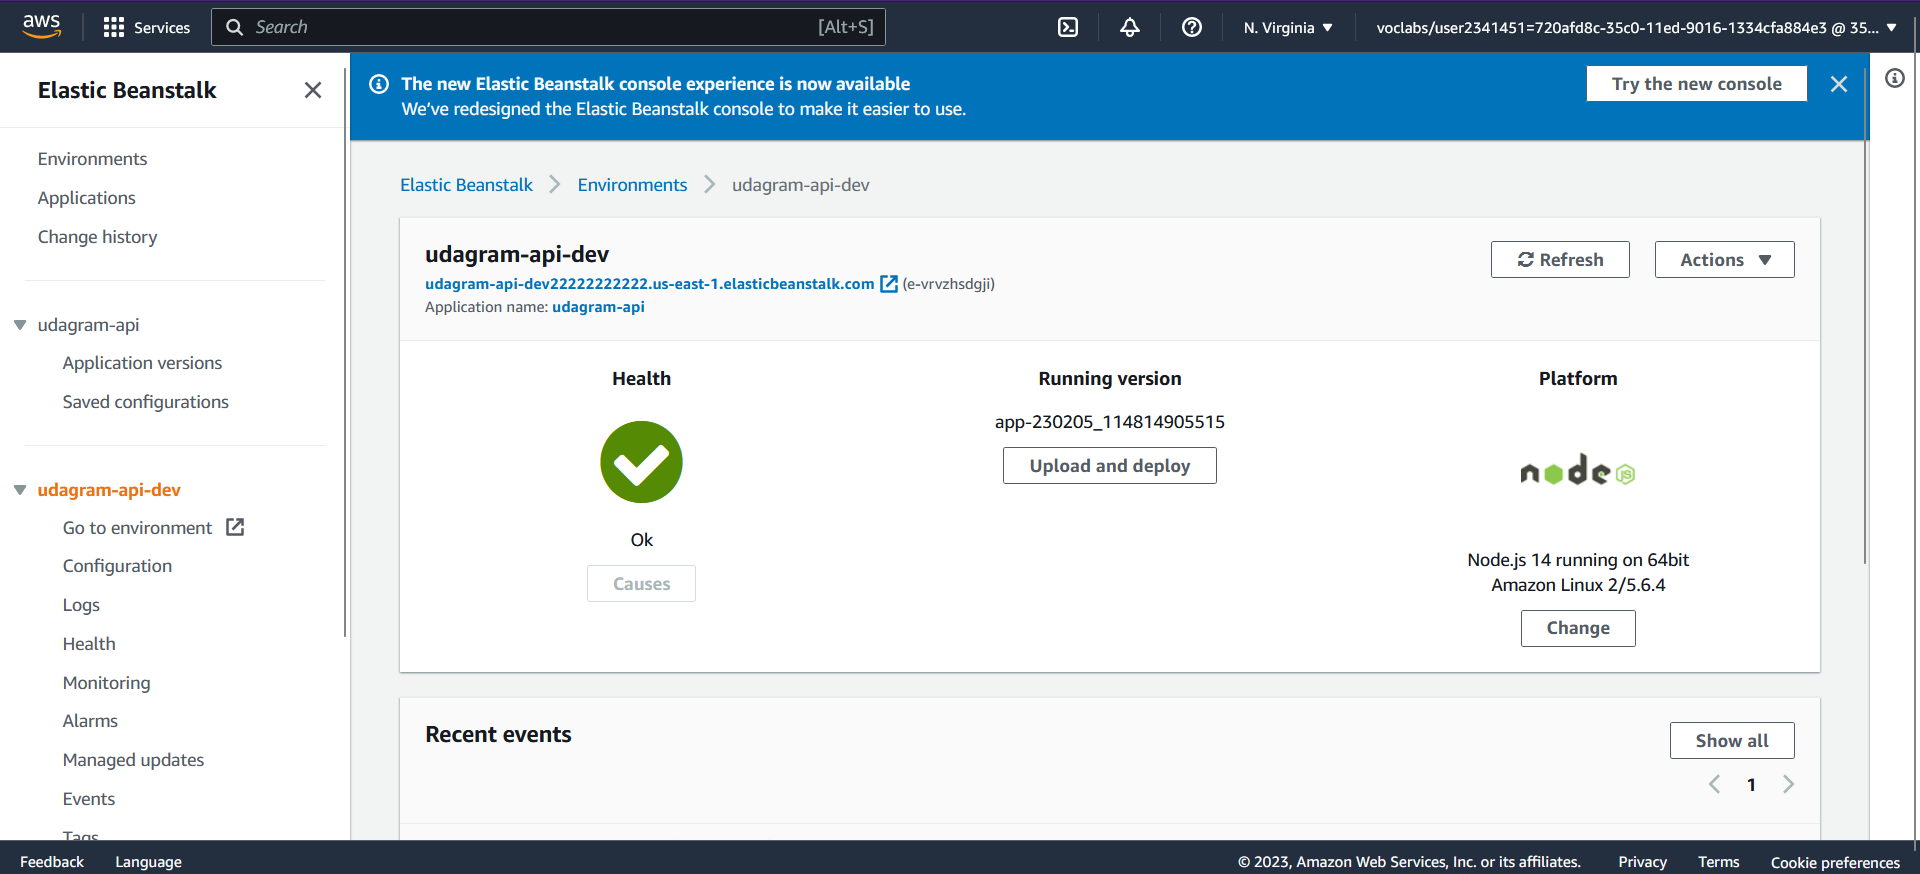 aws
Services
Search
[Alt+S]
N. Virginia
voclabs/user2341451=720afd8c-35c0-11ed-9016-1334cfa884e3 @ 35...
Elastic Beanstalk
Environments
Applications
Change history
udagram-api
Application versions
Saved configurations
udagram-api-dev
Go to environment
Configuration
Logs
Health
Monitoring
Alarms
Managed updates
Events
Tags
The new Elastic Beanstalk console experience is now available
We've redesigned the Elastic Beanstalk console to make it easier to use.
Try the new console
Elastic Beanstalk
Environments
udagram-api-dev
udagram-api-dev
udagram-api-dev22222222222.us-east-1.elasticbeanstalk.com (e-vrvzhsdgji)
Application name: udagram-api
Refresh
Actions
Health
Ok
Causes
Running version
app-230205_114814905515
Upload and deploy
Platform
node JS
Node.js 14 running on 64bit
Amazon Linux 2/5.6.4
Change
Recent events
Show all
1
Feedback
Language
© 2023, Amazon Web Services, Inc. or its affiliates.
Privacy
Terms
Cookie preferences